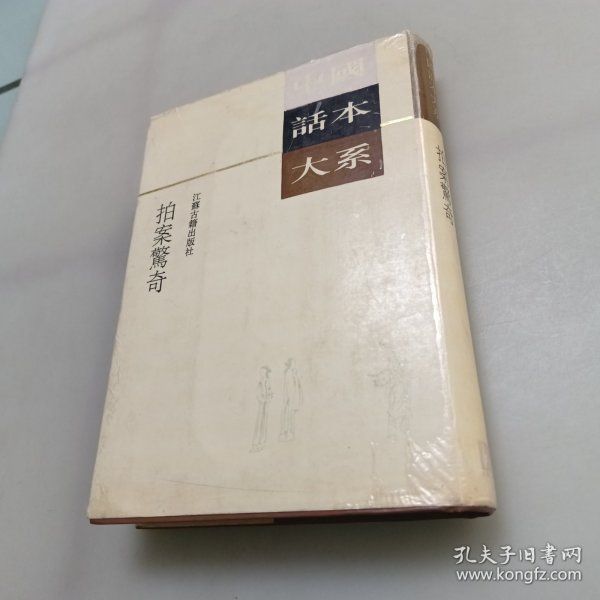 中國
話本
大系
江蘇古籍出版社
拍案驚奇
拍案驚奇
孔夫子旧书网
www.kongfz.com